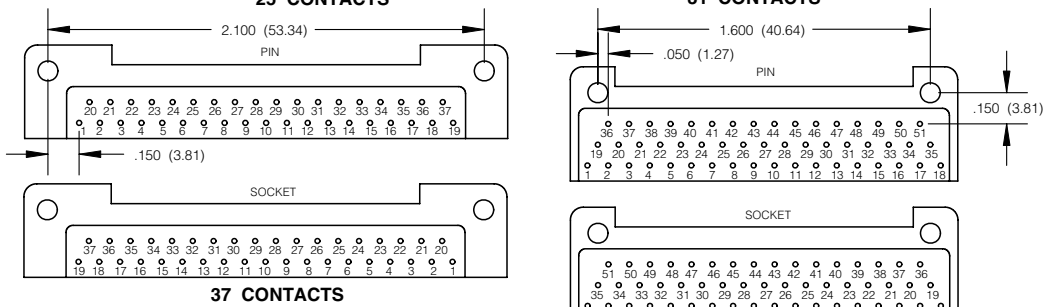 25 CONTACTS
2.100 (53.34)
PIN
20 21 22 23 24 25 26 27 28 29 30 31 32 33 34 35 36 37
1 2 3 4 5 6 7 8 9 10 11 12 13 14 15 16 17 18 19
.150 (3.81)
SOCKET
37 36 35 34 33 32 31 30 29 28 27 26 25 24 23 22 21 20
19 18 17 16 15 14 13 12 11 10 9 8 7 6 5 4 3 2 1
37 CONTACTS
51 CONTACTS
1.600 (40.64)
.050 (1.27)
PIN
.150 (3.81)
36 37 38 39 40 41 42 43 44 45 46 47 48 49 50 51
19 20 21 22 23 24 25 26 27 28 29 30 31 32 33 34 35
1 2 3 4 5 6 7 8 9 10 11 12 13 14 15 16 17 18
SOCKET
51 50 49 48 47 46 45 44 43 42 41 40 39 38 37 36
35 34 33 32 31 30 29 28 27 26 25 24 23 22 21 20 19